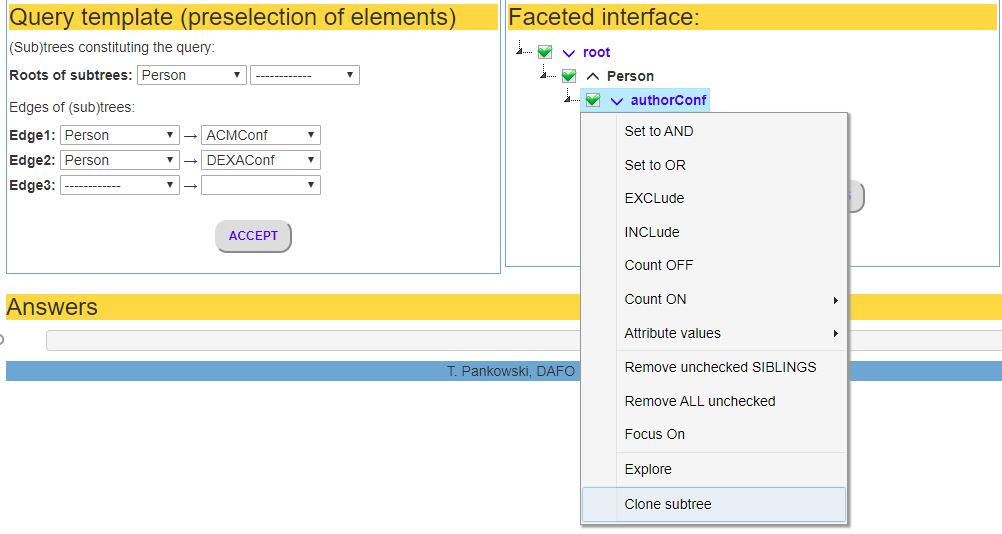 Query template (preselection of elements)
(Sub)trees constituting the query:
Roots of subtrees: Person ------------
Edges of (sub)trees:
Edge1: Person → ACMConf
Edge2: Person → DEXAConf
Edge3: ------------ →
ACCEPT
Faceted interface:
root
Person
authorConf
Set to AND
Set to OR
EXCLude
INCLude
Count OFF
Count ON
Attribute values
Remove unchecked SIBLINGS
Remove ALL unchecked
Focus On
Explore
Clone subtree
Answers
T. Pankowski, DAFO